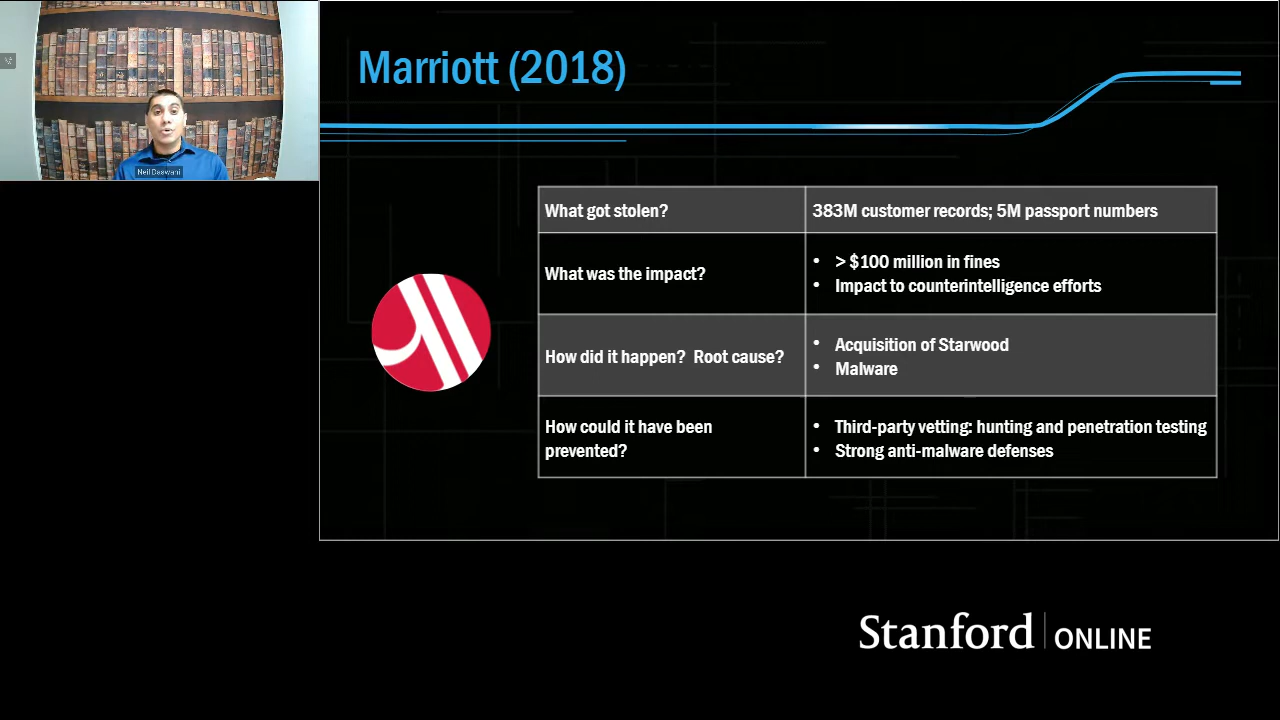 Neil Daswani
Marriott (2018)
What got stolen?
383M customer records; 5M passport numbers
What was the impact?
• > $100 million in fines
• Impact to counterintelligence efforts
How did it happen? Root cause?
• Acquisition of Starwood
• Malware
How could it have been
prevented?
• Third-party vetting: hunting and penetration testing
• Strong anti-malware defenses
Stanford ONLINE